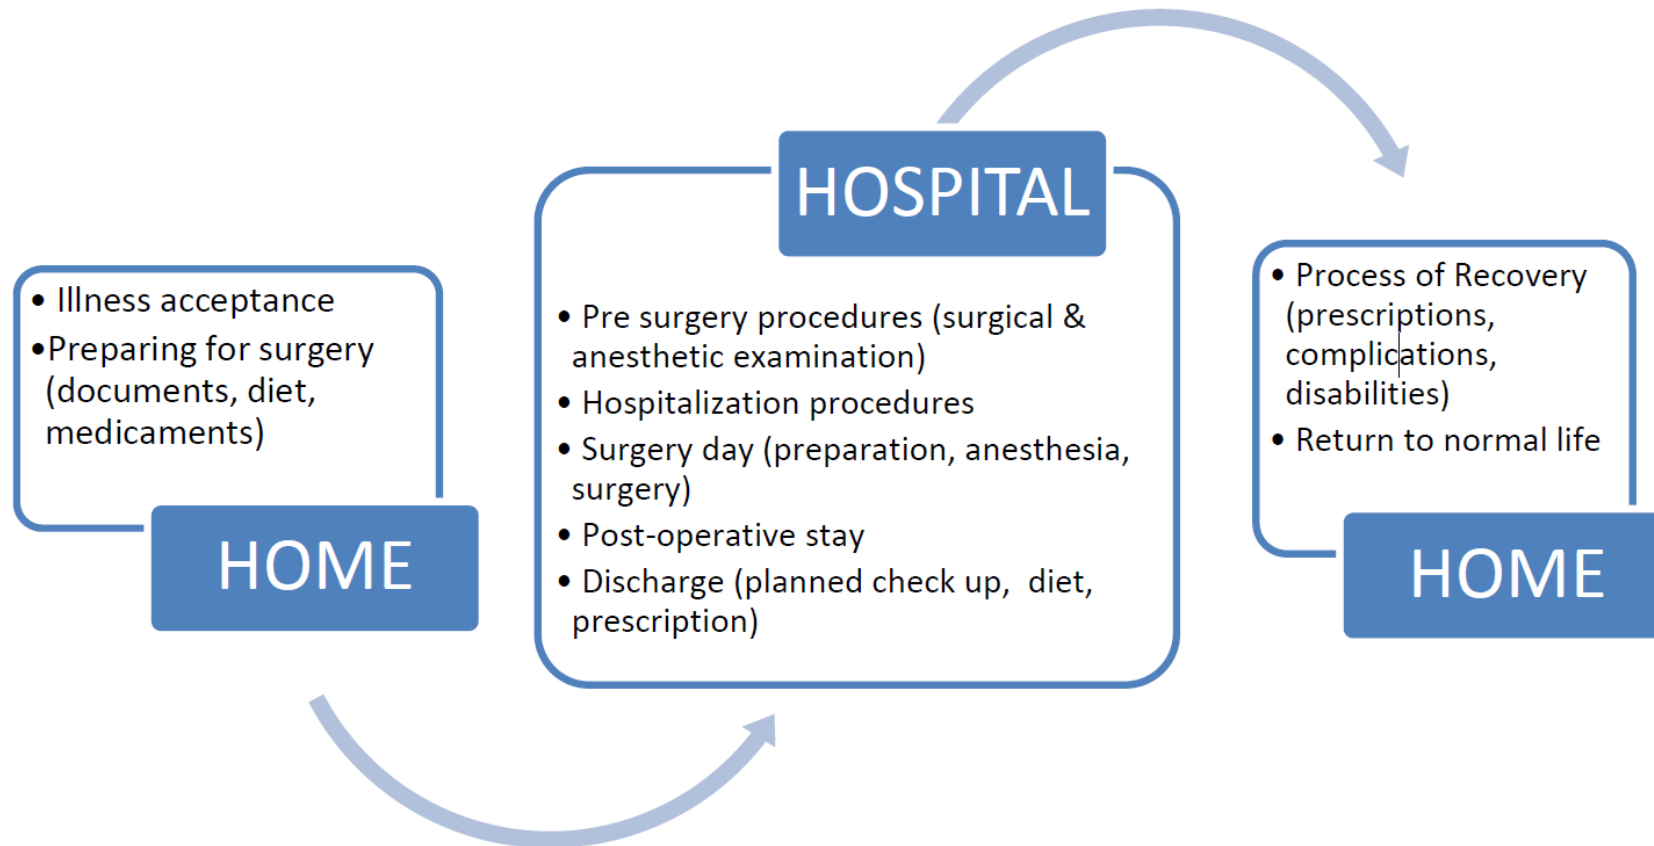 • Illness acceptance
•Preparing for surgery
(documents, diet,
medicaments)
HOME
HOSPITAL
• Pre surgery procedures (surgical &
anesthetic examination)
• Hospitalization procedures
• Surgery day (preparation, anesthesia,
surgery)
• Post-operative stay
• Discharge (planned check up,  diet,
prescription)
• Process of Recovery
(prescriptions,
complications,
disabilities)
• Return to normal life
HOME